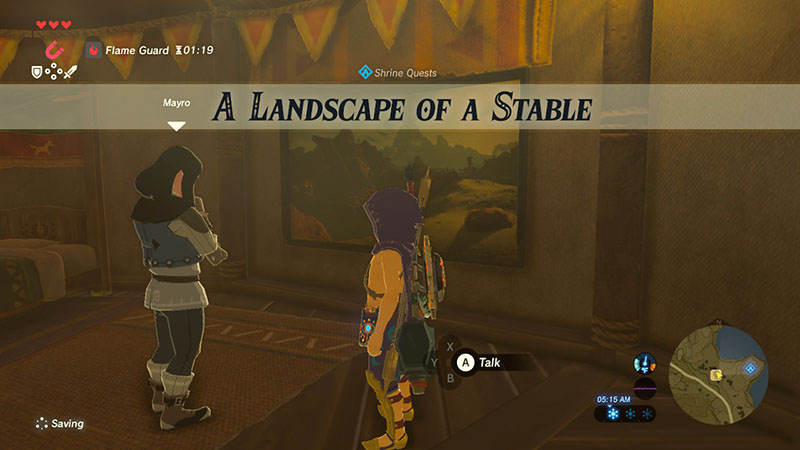 Flame Guard 01:19
Shrine Quests
Mayro
A Landscape of a Stable
X
Y
A Talk
B
05:15 AM
Saving